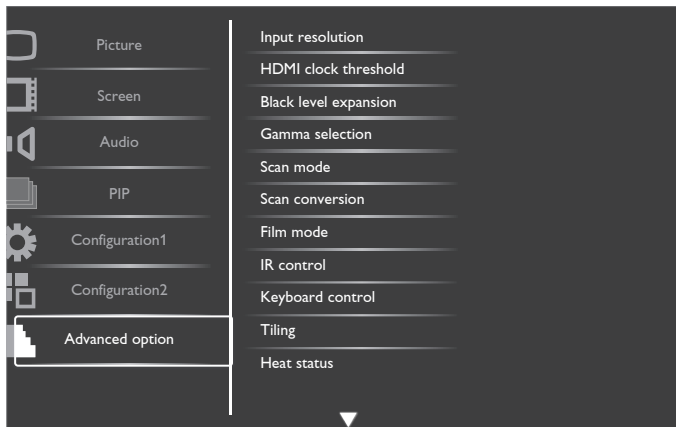 Picture
Screen
Audio
PIP
Configuration1
Configuration2
Advanced option
Input resolution
HDMI clock threshold
Black level expansion
Gamma selection
Scan mode
Scan conversion
Film mode
IR control
Keyboard control
Tiling
Heat status